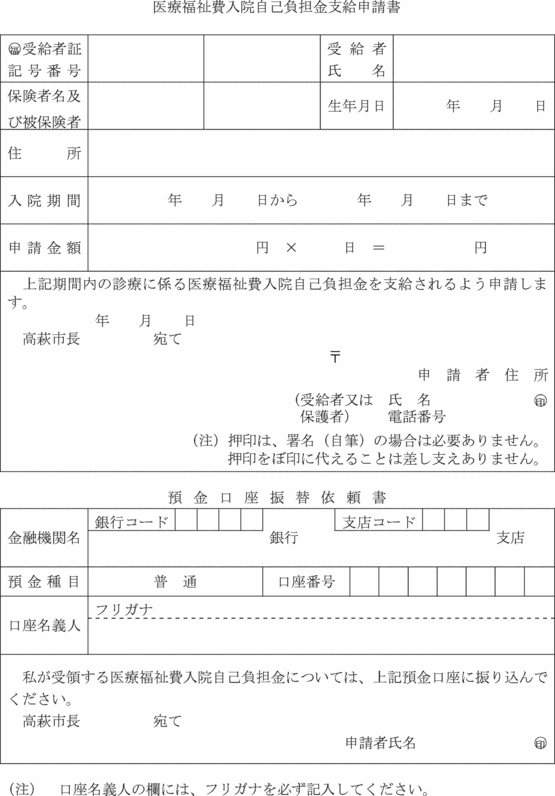 医療福祉費入院自己負担金支給申請書
㊕受給者証 受給者
記号番号 氏名
保険者名及 生年月日 年 月 日
び被保険者
住所
入院期間 年 月 日から 年 月 日まで
申請金額 円 × 日 ＝ 円
上記期間内の診療に係る医療福祉費入院自己負担金を支給されるよう申請しま
す。
年 月 日
高萩市長 宛て
〒
申請者住所
(受給者又は 氏名 ㊞
保護者) 電話番号
（注）押印は、署名（自筆）の場合は必要ありません。
押印をぼ印に代えることは差し支えありません。
預金口座振替依頼書
金融機関名 銀行コード 銀行 支店コード 支店
預金種目 普通 口座番号
口座名義人 フリガナ
私が受領する医療福祉費入院自己負担金については、上記預金口座に振り込んで
ください。
高萩市長 宛て
申請者氏名 ㊞
（注） 口座名義人の欄には、フリガナを必ず記入してください。